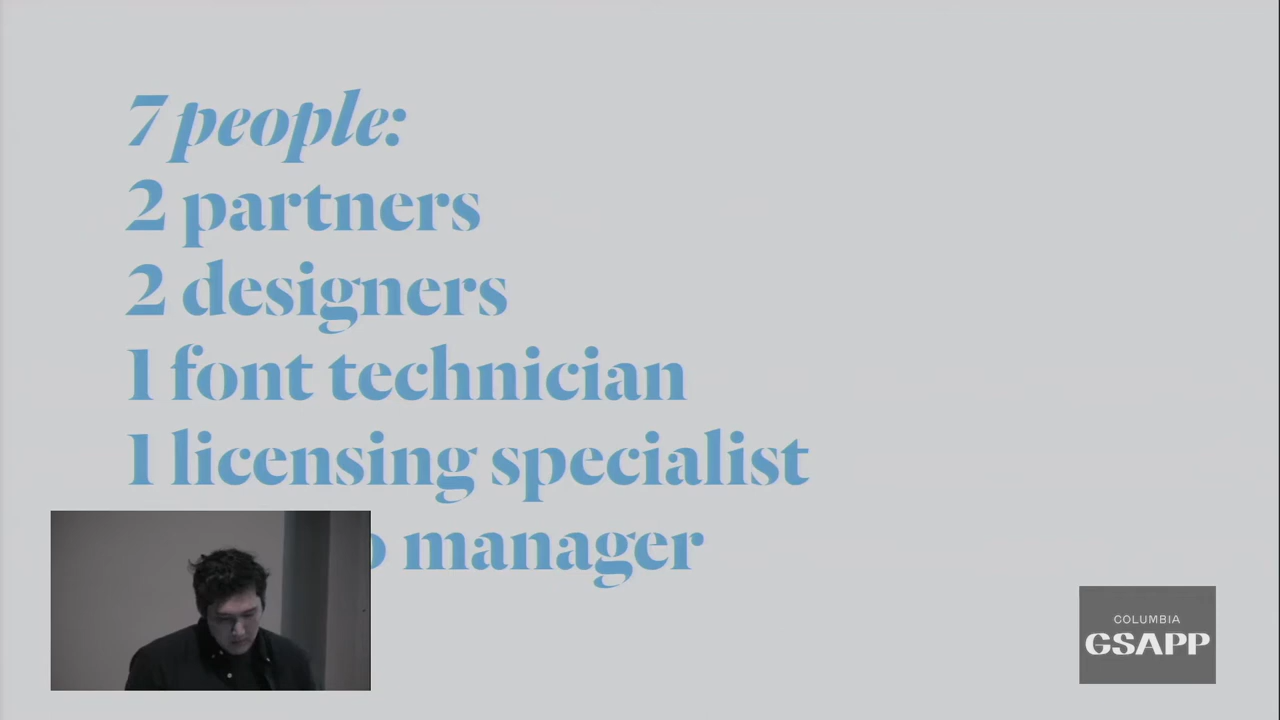 7 people:
2 partners
2 designers
1 font technician
1 licensing specialist
manager
COLUMBIA
GSAPP